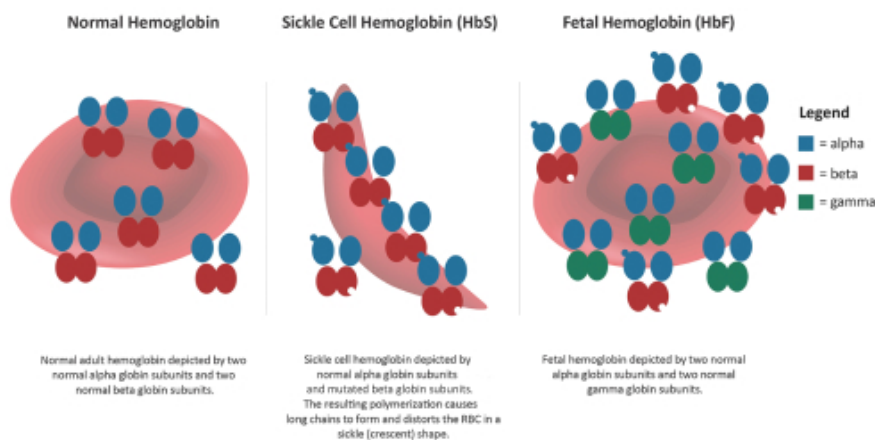 Normal Hemoglobin
Sickle Cell Hemoglobin (HbS)
Fetal Hemoglobin (HbF)
Legend
= alpha
= beta
= gamma
Normal adult hemoglobin depicted by two
normal alpha globin subunits and two
normal beta globin subunits.
Sickle cell hemoglobin depicted by
normal alpha globin subunits
and mutated beta globin subunits.
The resulting polymerization causes
long chains to form and distorts the RBC in a
sickle (crescent) shape.
Fetal hemoglobin depicted by two normal
alpha globin subunits and two normal
gamma globin subunits.